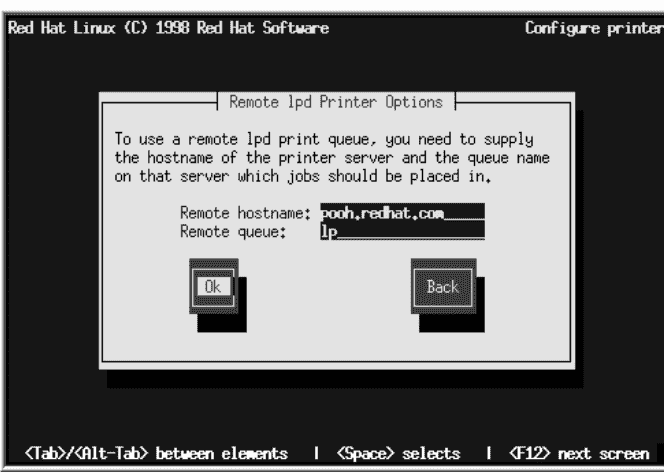 Red Hat Linux (C) 1998 Red Hat Software Configure printer
Remote lpd Printer Options
To use a remote lpd print queue, you need to supply
the hostname of the printer server and the queue name
on that server which jobs should be placed in.
Remote hostname: pooh.redhat.com
Remote queue: lp
Ok Back
<Tab>/<Alt-Tab> between elements | <Space> selects | <F12> next screen